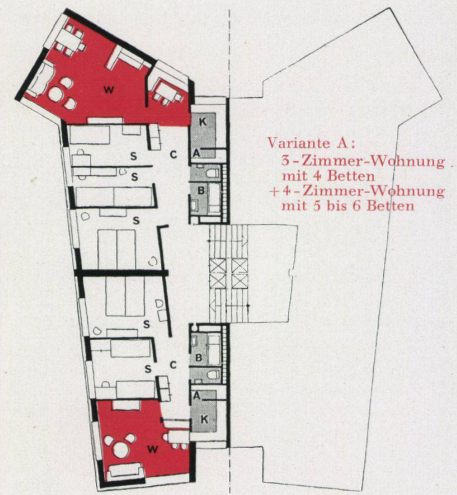 W
K
A
C
S
S
B
S
S
C
B
S
A
K
W
Variante A:
3-Zimmer-Wohnung
mit 4 Betten
+4-Zimmer-Wohnung
mit 5 bis 6 Betten